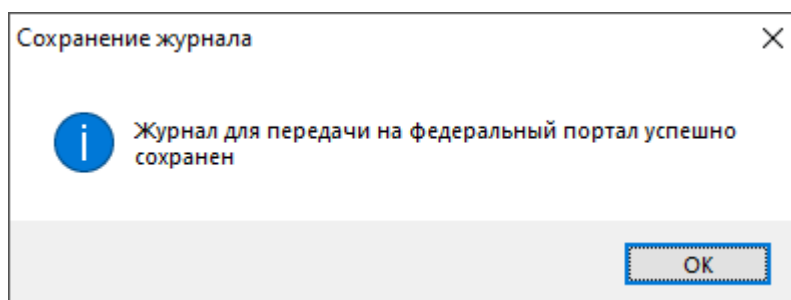 Сохранение журнала
Журнал для передачи на федеральный портал успешно
сохранен
OK